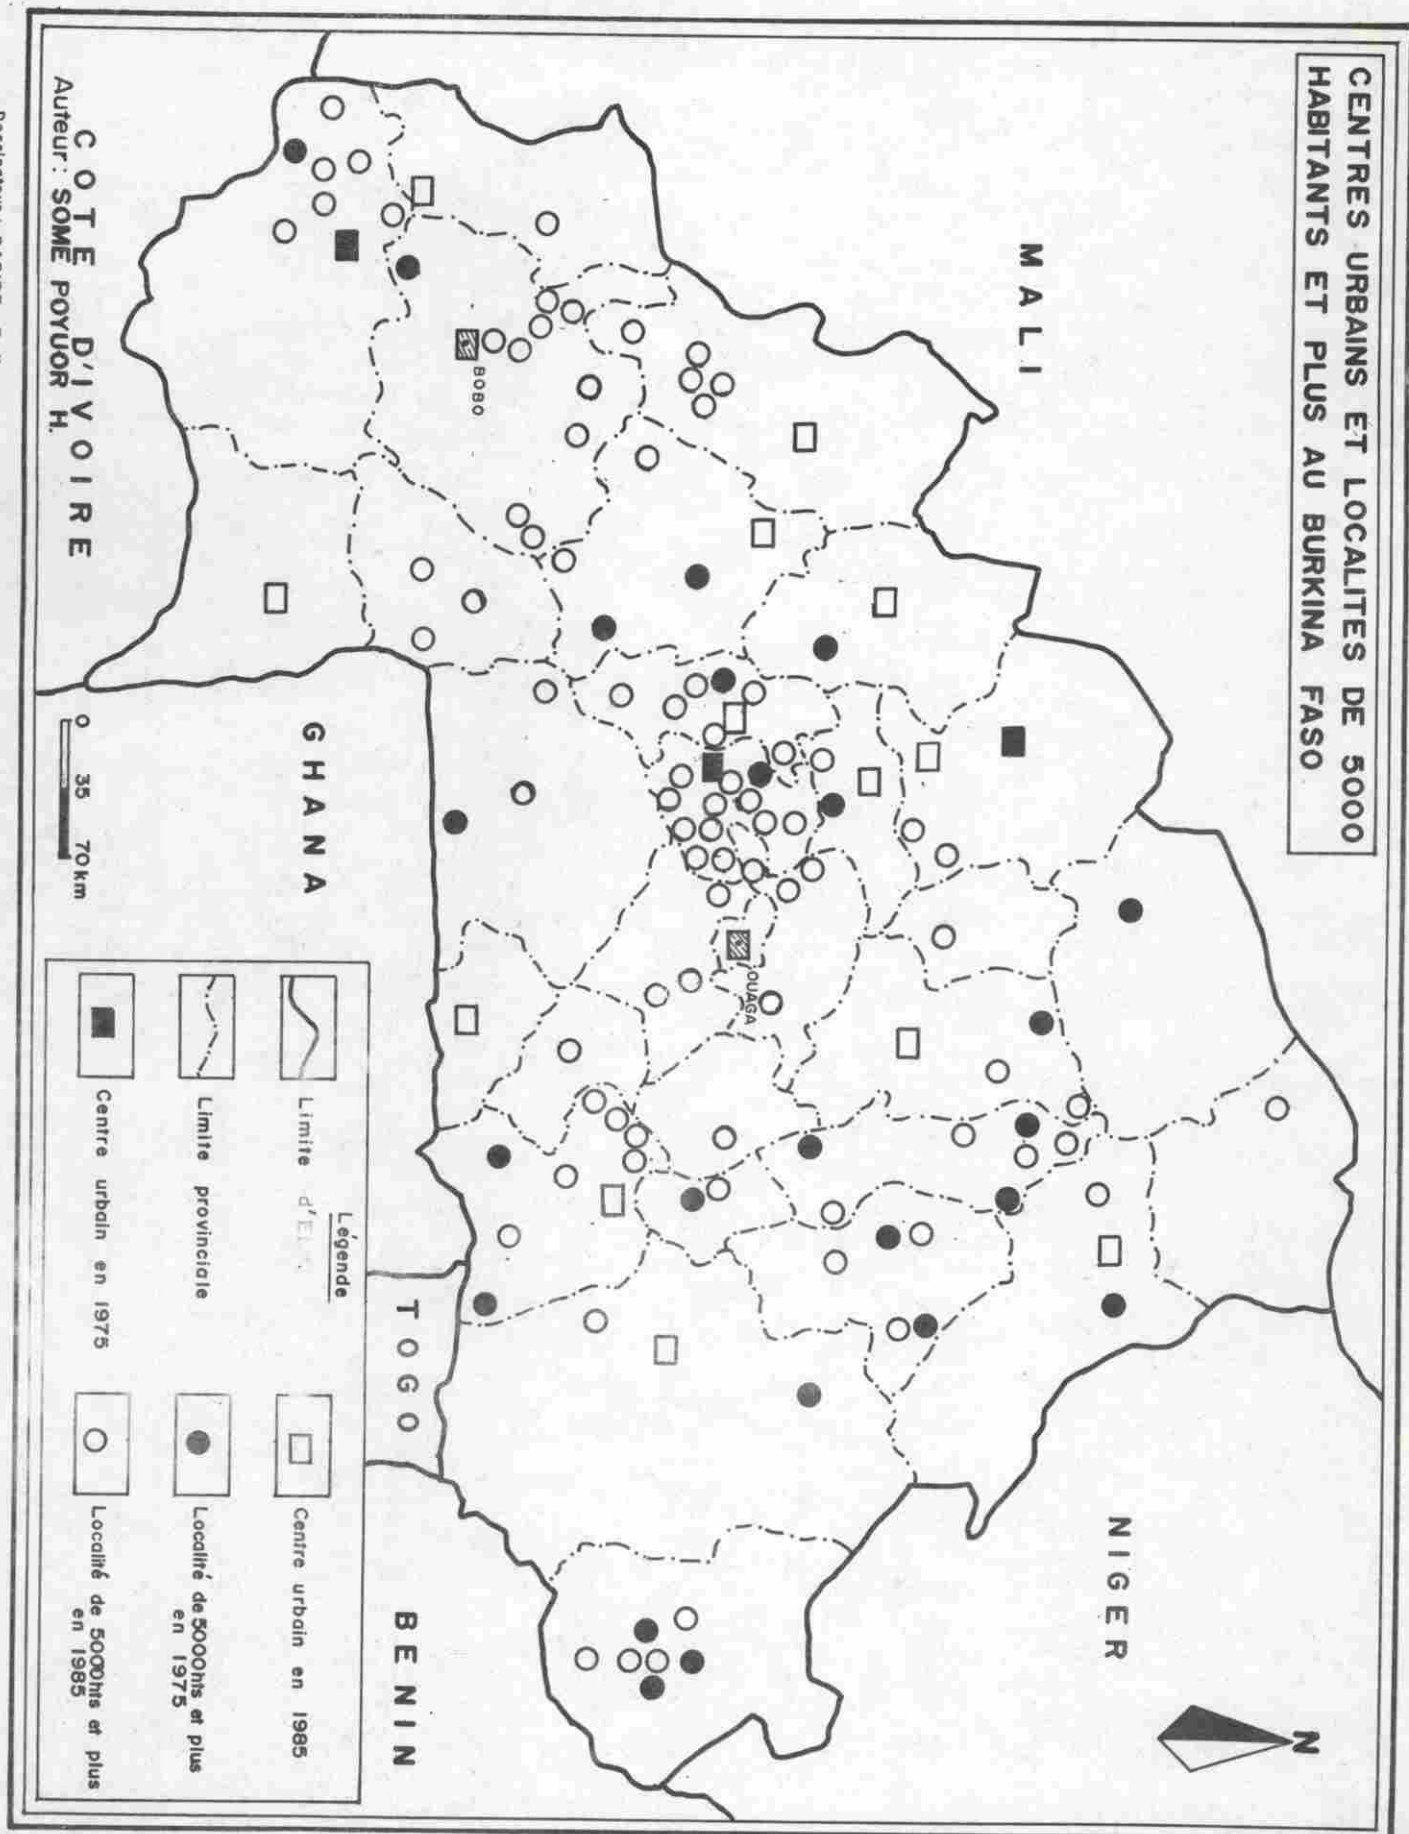 CENTRES URBAINS ET LOCALITES DE 5000
HABITANTS ET PLUS AU BURKINA FASO
N
MALI
NIGER
BOBO
OUAGA
COTE D'IVOIRE
Auteur : SOME POYUOR H.
GHANA
TOGO
BENIN
0 35 70 km
Légende
Limite
Limite provinciale
Centre urbain en 1975
Centre urbain en 1985
Localité de 5000hts et plus
en 1975
Localité de 5000hts et plus
en 1985